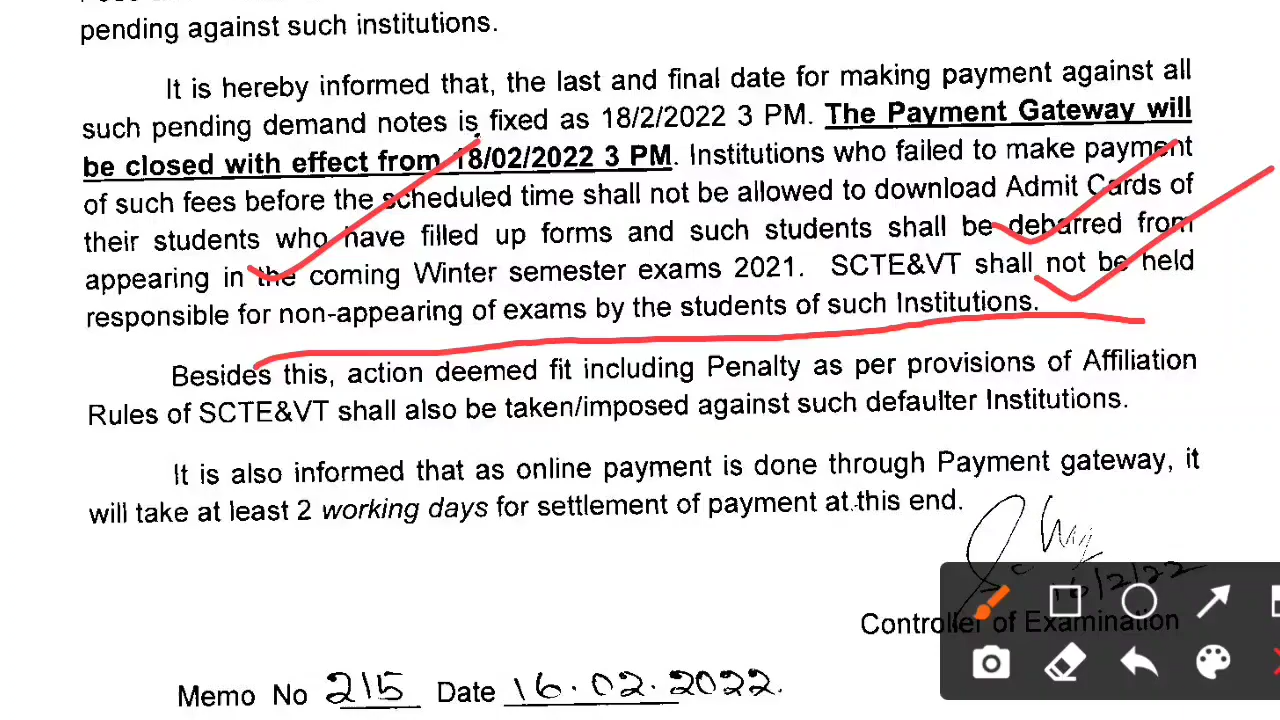 pending against such institutions.
It is hereby informed that, the last and final date for making payment against all
such pending demand notes is fixed as 18/2/2022 3 PM. The Payment Gateway will
be closed with effect from 18/02/2022 3 PM. Institutions who failed to make payment
of such fees before the scheduled time shall not be allowed to download Admit Cards of
their students who have filled up forms and such students shall be debarred from
appearing in the coming Winter semester exams 2021. SCTE&VT shall not be held
responsible for non-appearing of exams by the students of such Institutions.
Besides this, action deemed fit including Penalty as per provisions of Affiliation
Rules of SCTE&VT shall also be taken/imposed against such defaulter Institutions.
It is also informed that as online payment is done through Payment gateway, it
will take at least 2 working days for settlement of payment at this end.
16/2/22
Controller of Examination
Memo No 215 Date 16.02.2022.